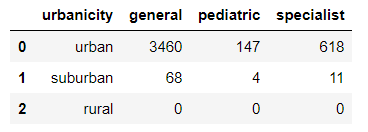 urbanicity general pediatric specialist
0 urban 3460 147 618
1 suburban 68 4 11
2 rural 0 0 0